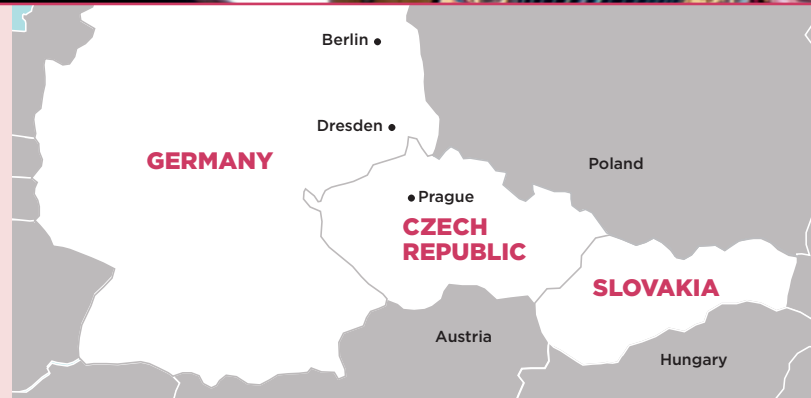 Berlin
Dresden
GERMANY
Poland
Prague
CZECH
REPUBLIC
SLOVAKIA
Austria
Hungary